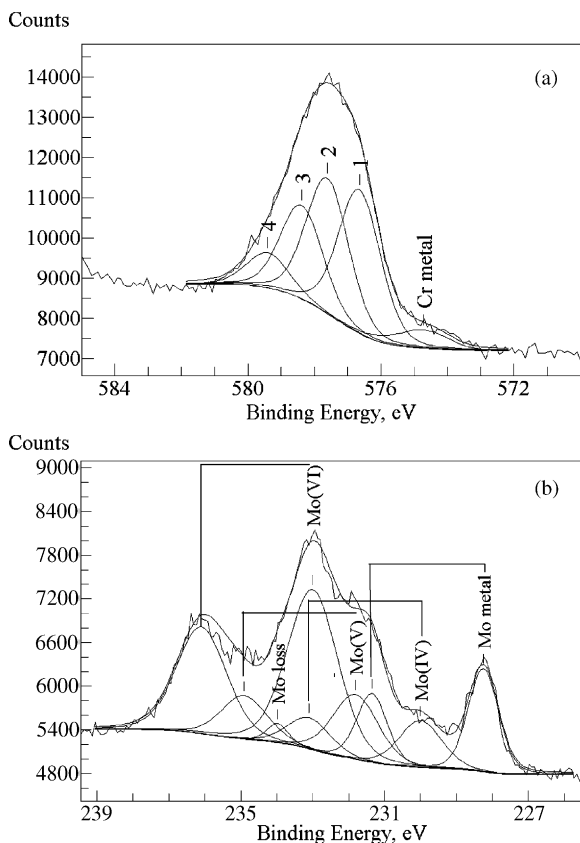 Counts
(a)
14000
13000
11000
10000
9000
8000
7000
4
3
2
1
Cr metal
584
580
576
572
Binding Energy, eV
Counts
(b)
9000
8400
7800
7200
6600
6000
5400
4800
Mo loss
Mo(VI)
Mo(V)
Mo(IV)
Mo metal
239
235
231
227
Binding Energy, eV